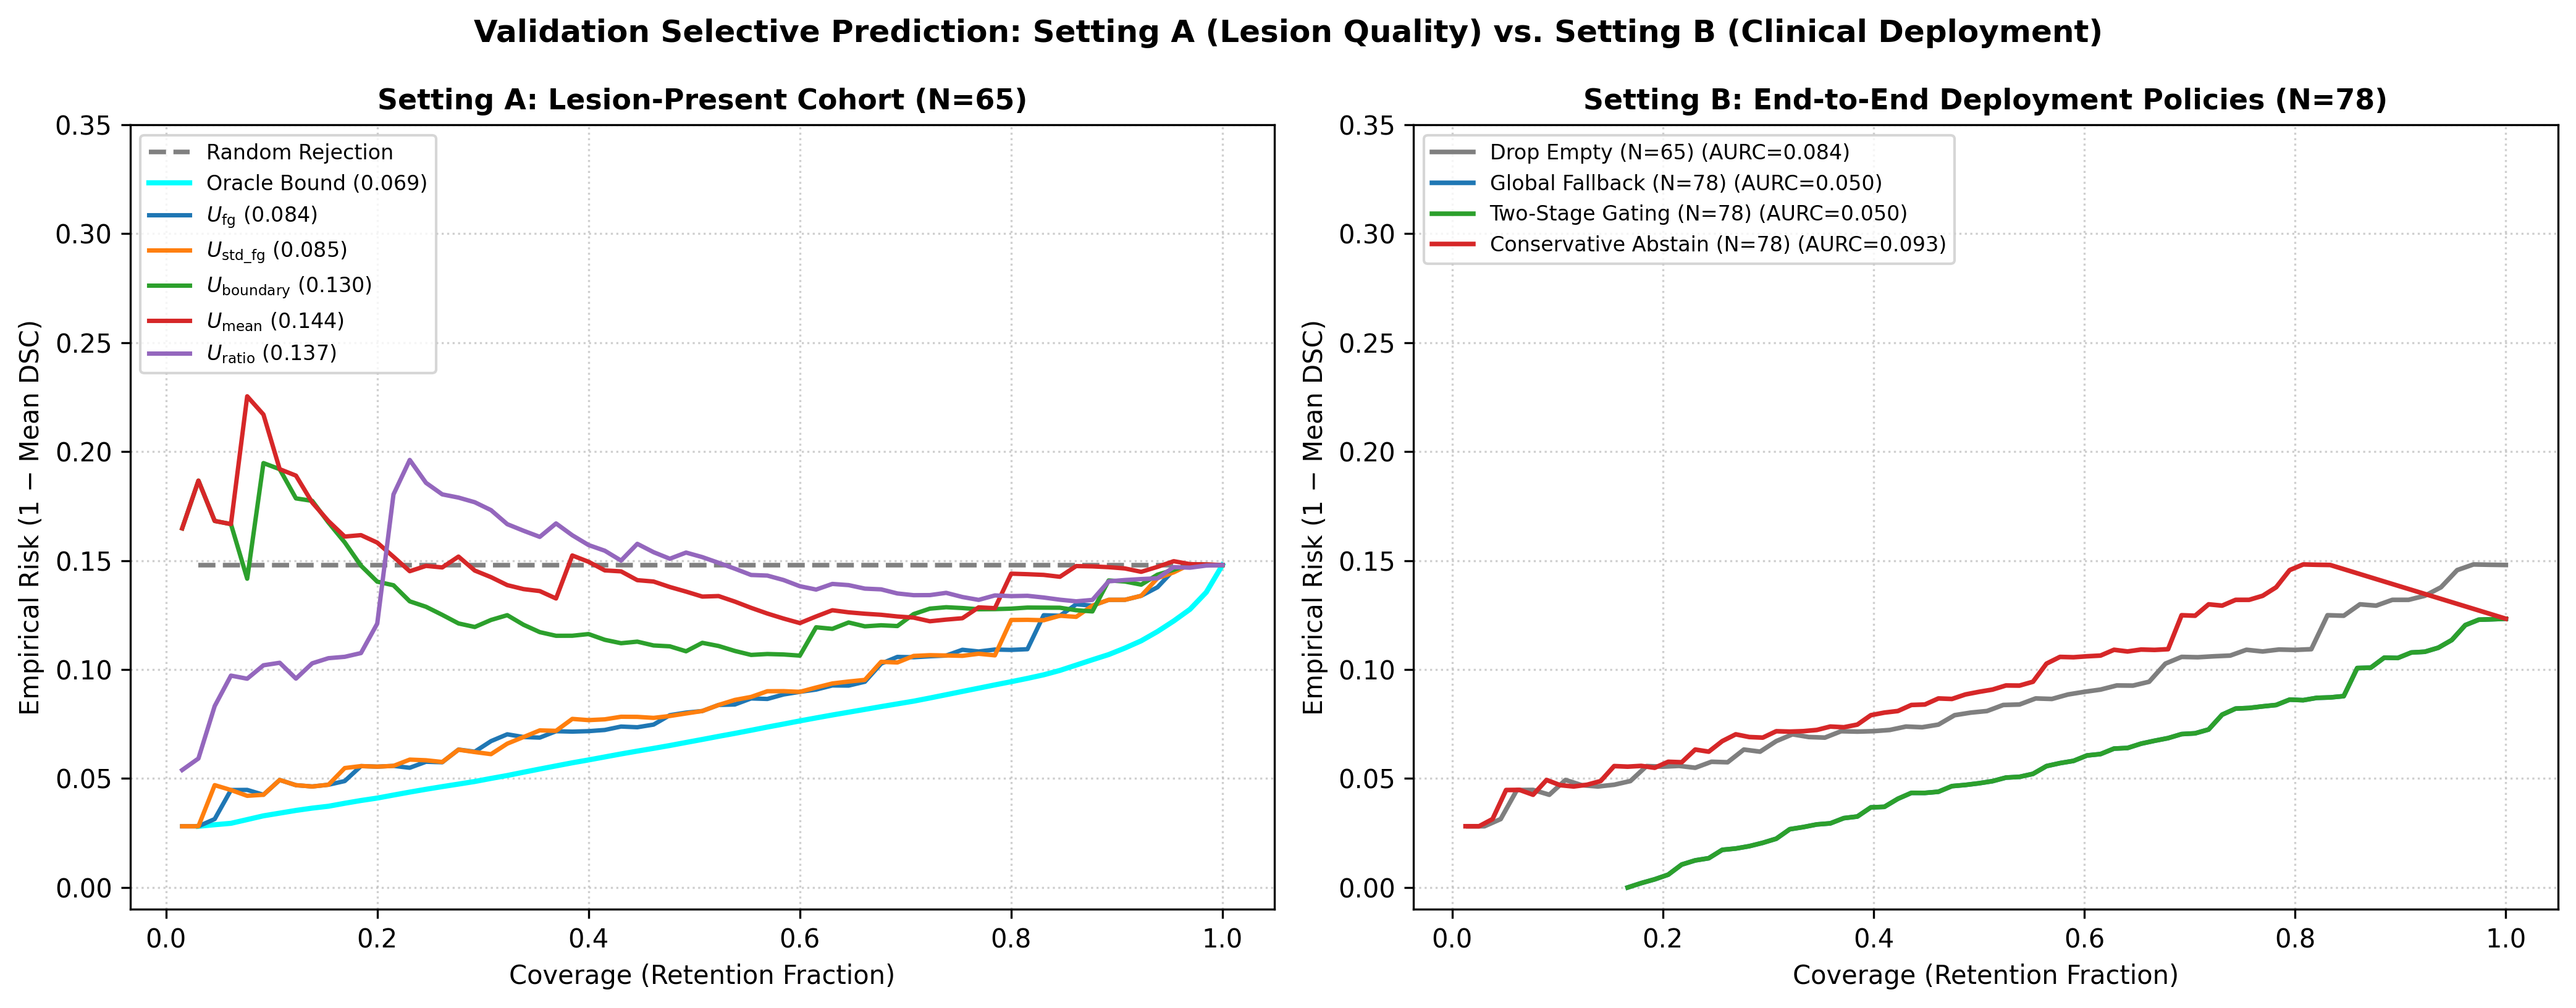 Validation Selective Prediction: Setting A (Lesion Quality) vs. Setting B (Clinical Deployment)
Setting A: Lesion-Present Cohort (N=65)
Random Rejection
Oracle Bound (0.069)
U_fg (0.084)
U_std_fg (0.085)
U_boundary (0.130)
U_mean (0.144)
U_ratio (0.137)
Empirical Risk (1 − Mean DSC)
0.35
0.30
0.25
0.20
0.15
0.10
0.05
0.00
0.0 0.2 0.4 0.6 0.8 1.0
Coverage (Retention Fraction)
Setting B: End-to-End Deployment Policies (N=78)
Drop Empty (N=65) (AURC=0.084)
Global Fallback (N=78) (AURC=0.050)
Two-Stage Gating (N=78) (AURC=0.050)
Conservative Abstain (N=78) (AURC=0.093)
Empirical Risk (1 − Mean DSC)
0.35
0.30
0.25
0.20
0.15
0.10
0.05
0.00
0.0 0.2 0.4 0.6 0.8 1.0
Coverage (Retention Fraction)